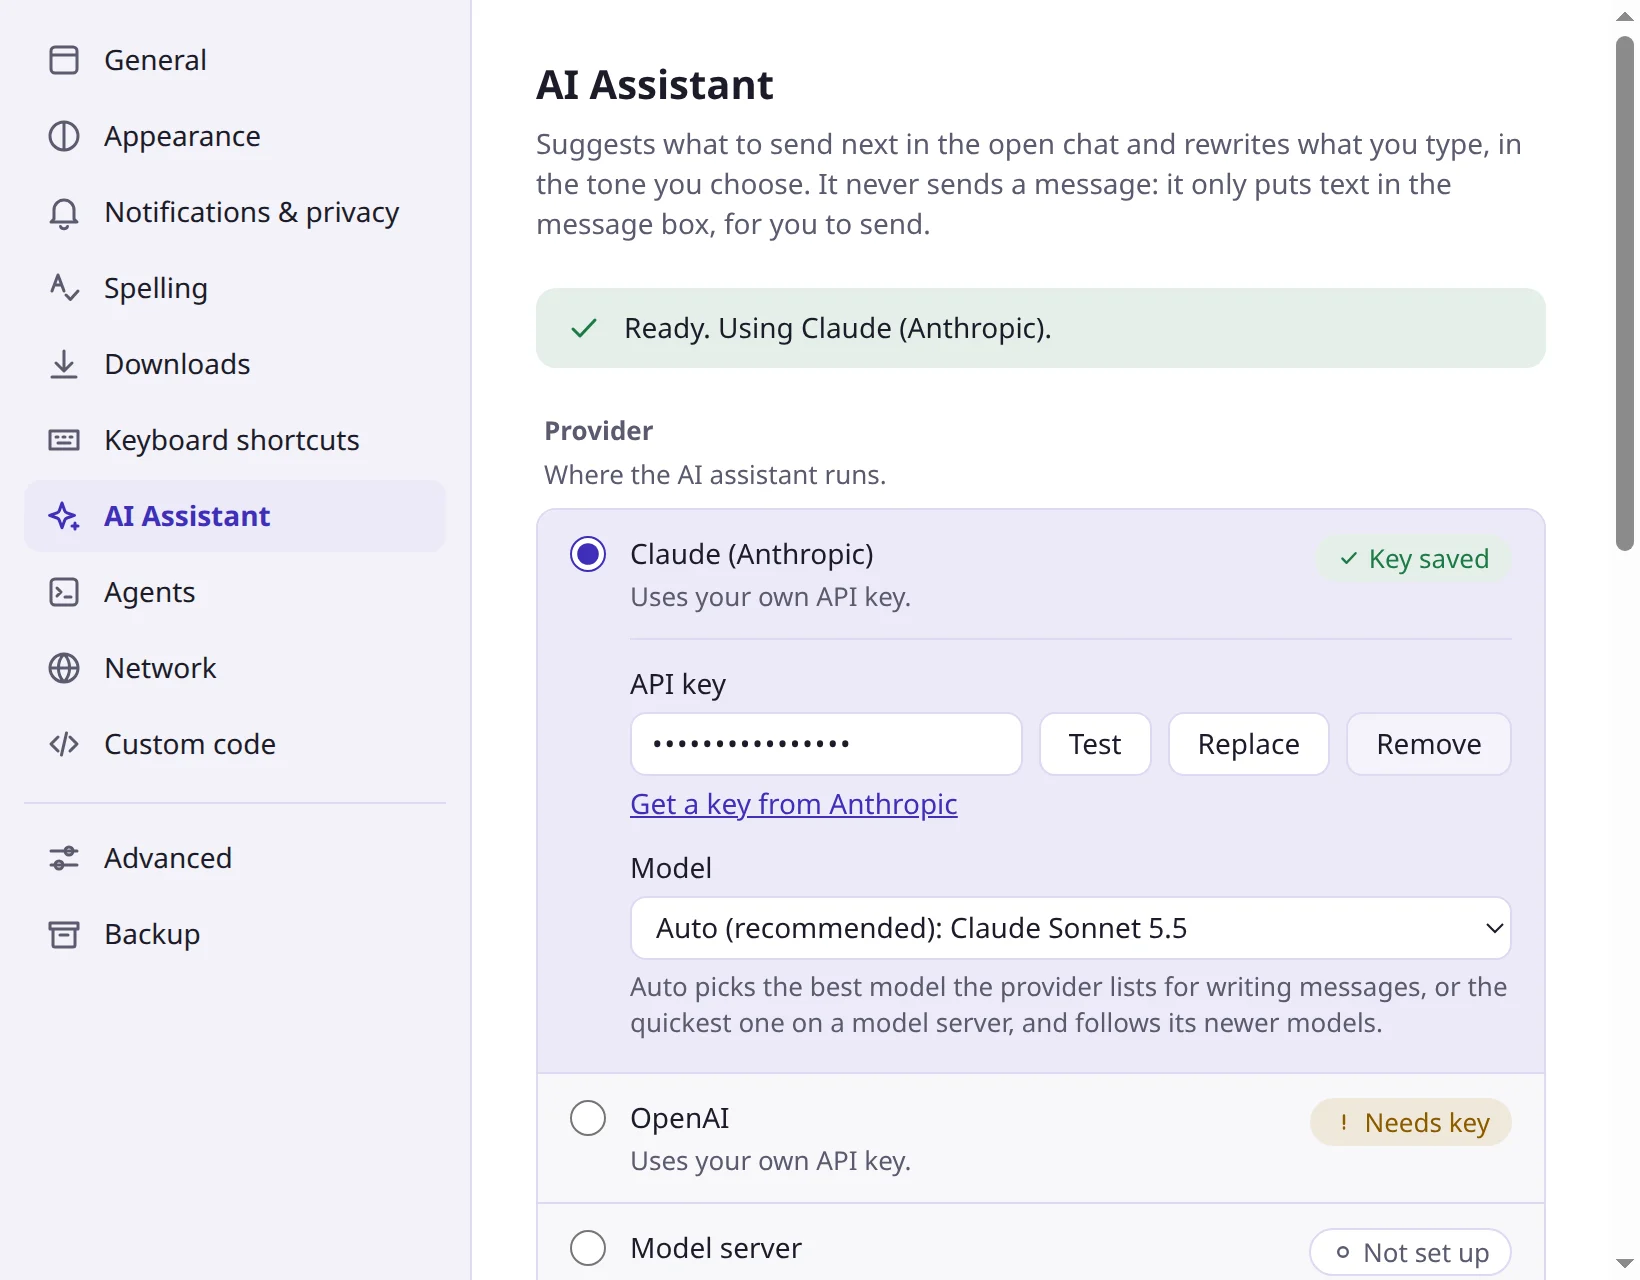 General
Appearance
Notifications & privacy
Spelling
Downloads
Keyboard shortcuts
AI Assistant
Agents
Network
Custom code
Advanced
Backup
AI Assistant
Suggests what to send next in the open chat and rewrites what you type, in
the tone you choose. It never sends a message: it only puts text in the
message box, for you to send.
Ready. Using Claude (Anthropic).
Provider
Where the AI assistant runs.
Claude (Anthropic)
Key saved
Uses your own API key.
API key
••••••••••••••••
Test
Replace
Remove
Get a key from Anthropic
Model
Auto (recommended): Claude Sonnet 5.5
Auto picks the best model the provider lists for writing messages, or the
quickest one on a model server, and follows its newer models.
OpenAI
! Needs key
Uses your own API key.
Model server
Not set up